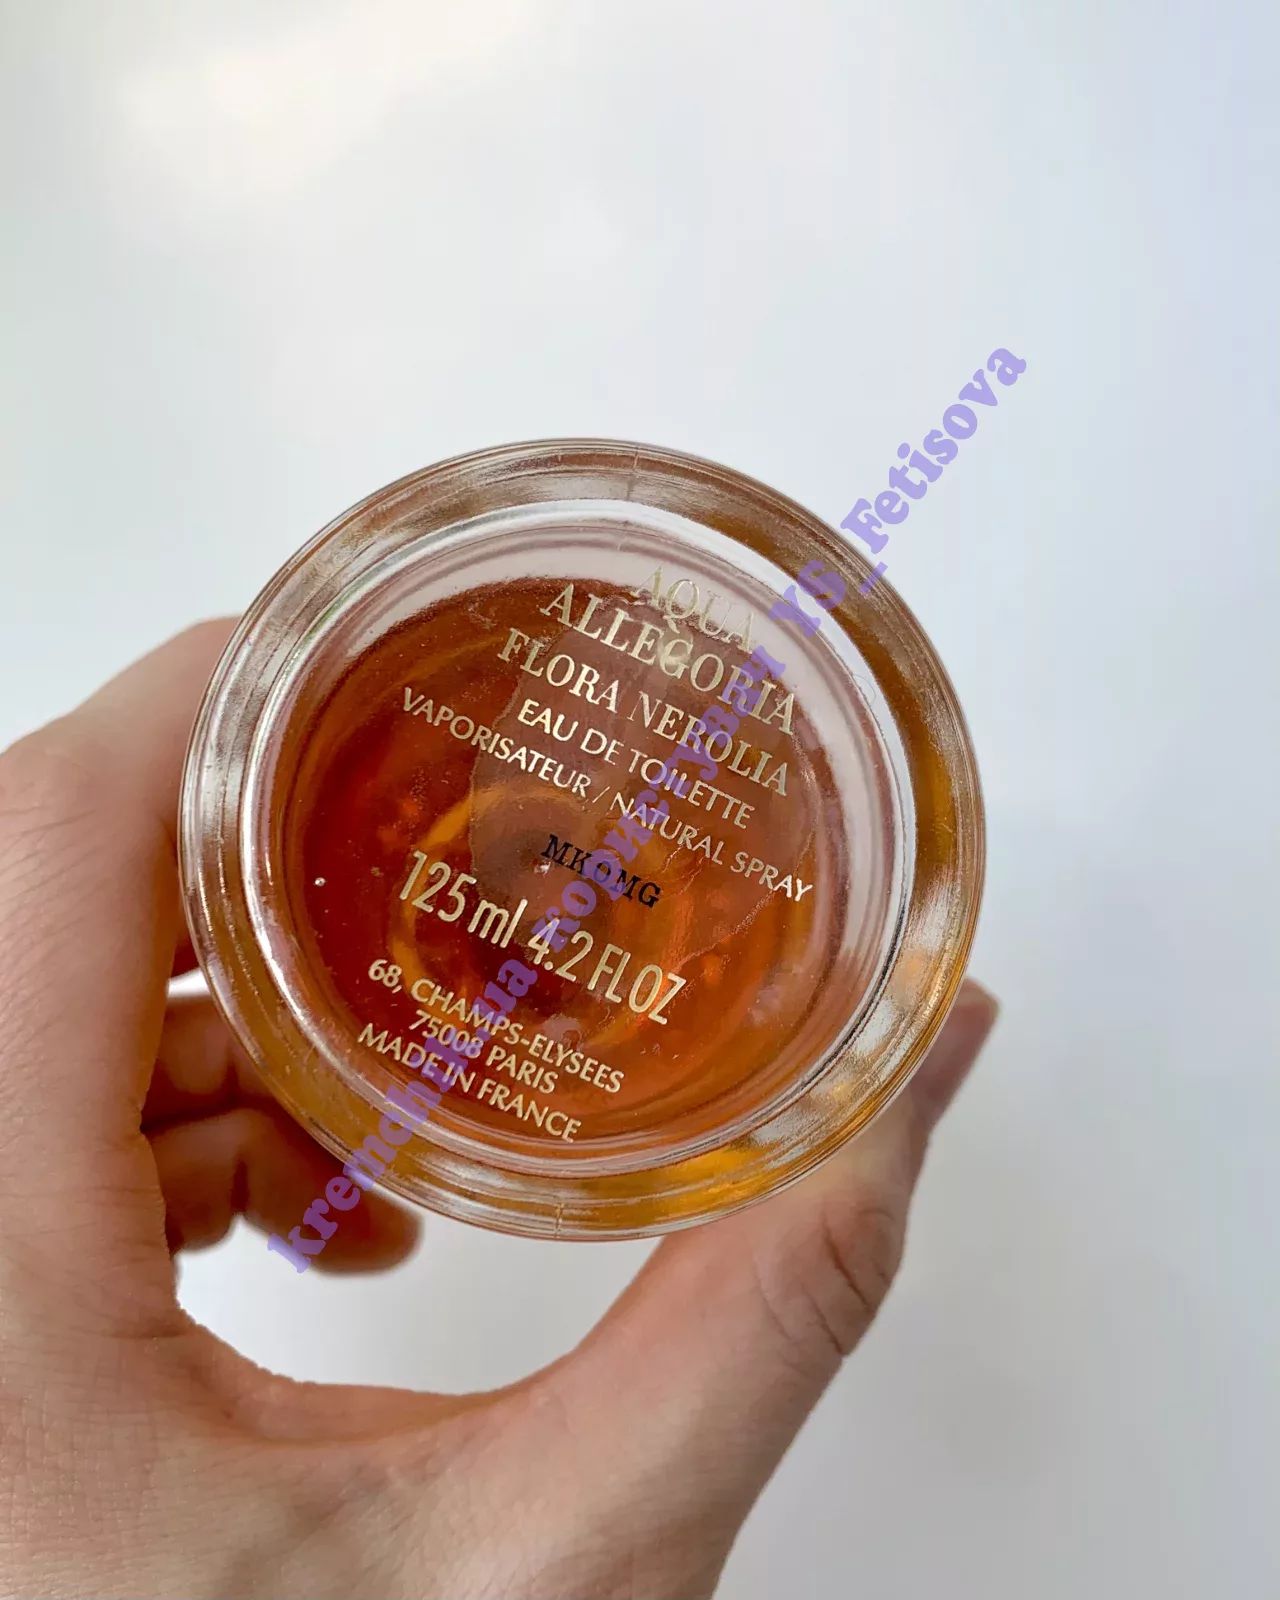 AQUA
ALLEGORIA
FLORA NEROLIA
EAU DE TOILETTE
VAPORISATEUR / NATURAL SPRAY
MKOMG
125 ml 4.2 FL OZ
68, CHAMPS-ELYSEES
75008 PARIS
MADE IN FRANCE
YS_Fetisova